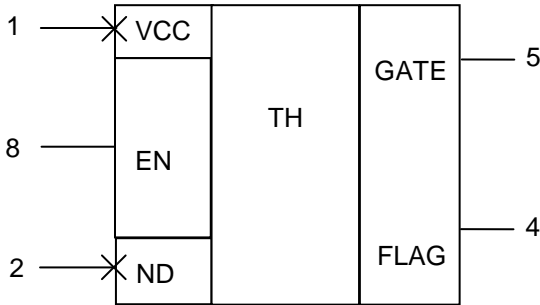 1 VCC
GATE 5
TH
8 EN
FLAG 4
2 ND